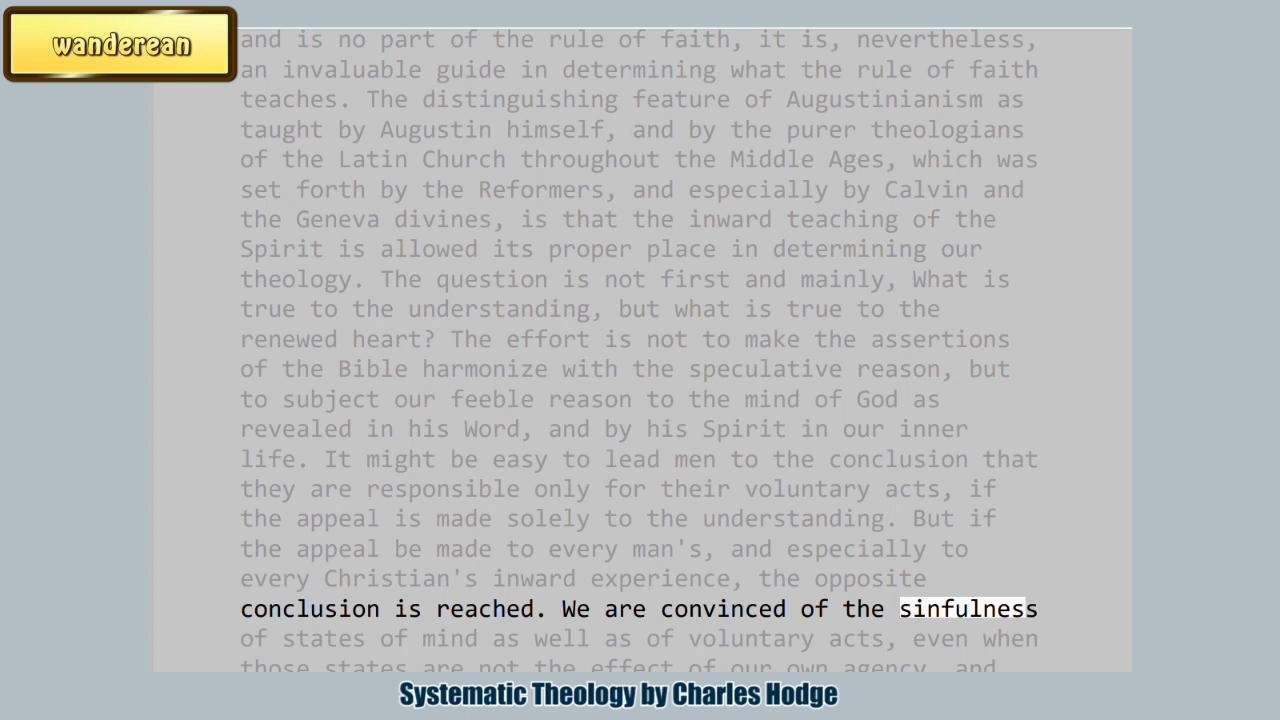 wanderean
and is no part of the rule of faith, it is, nevertheless,
an invaluable guide in determining what the rule of faith
teaches. The distinguishing feature of Augustinianism as
taught by Augustin himself, and by the purer theologians
of the Latin Church throughout the Middle Ages, which was
set forth by the Reformers, and especially by Calvin and
the Geneva divines, is that the inward teaching of the
Spirit is allowed its proper place in determining our
theology. The question is not first and mainly, What is
true to the understanding, but what is true to the
renewed heart? The effort is not to make the assertions
of the Bible harmonize with the speculative reason, but
to subject our feeble reason to the mind of God as
revealed in his Word, and by his Spirit in our inner
life. It might be easy to lead men to the conclusion that
they are responsible only for their voluntary acts, if
the appeal is made solely to the understanding. But if
the appeal be made to every man's, and especially to
every Christian's inward experience, the opposite
conclusion is reached. We are convinced of the sinfulness
of states of mind as well as of voluntary acts, even when
those states are not the effect of our own agency, and
Systematic Theology by Charles Hodge